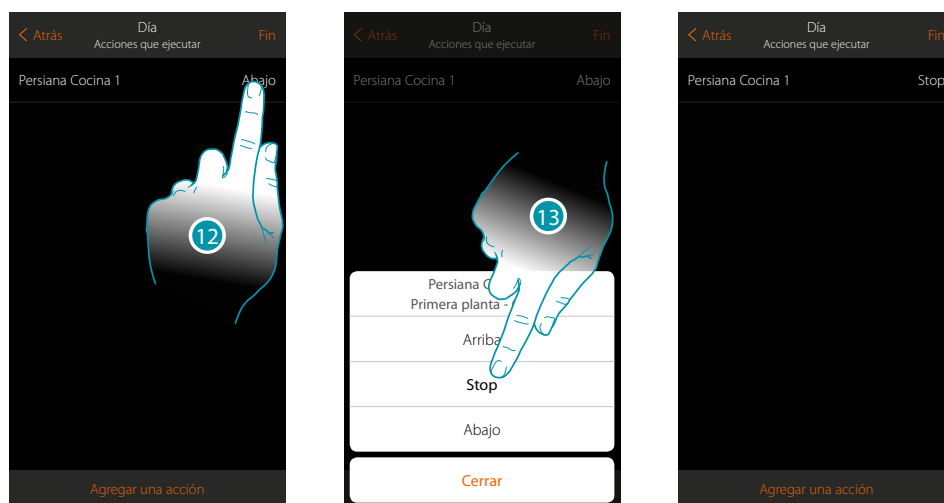 Día
Atrás
Acciones que ejecutar
Fin
Persiana Cocina 1
Abajo
12
Agregar una acción
Día
Atrás
Acciones que ejecutar
Fin
Persiana Cocina 1
Abajo
13
Persiana
Primera planta -
Arriba
Stop
Abajo
Cerrar
Día
Atrás
Acciones que ejecutar
Fin
Persiana Cocina 1
Stop
Agregar una acción